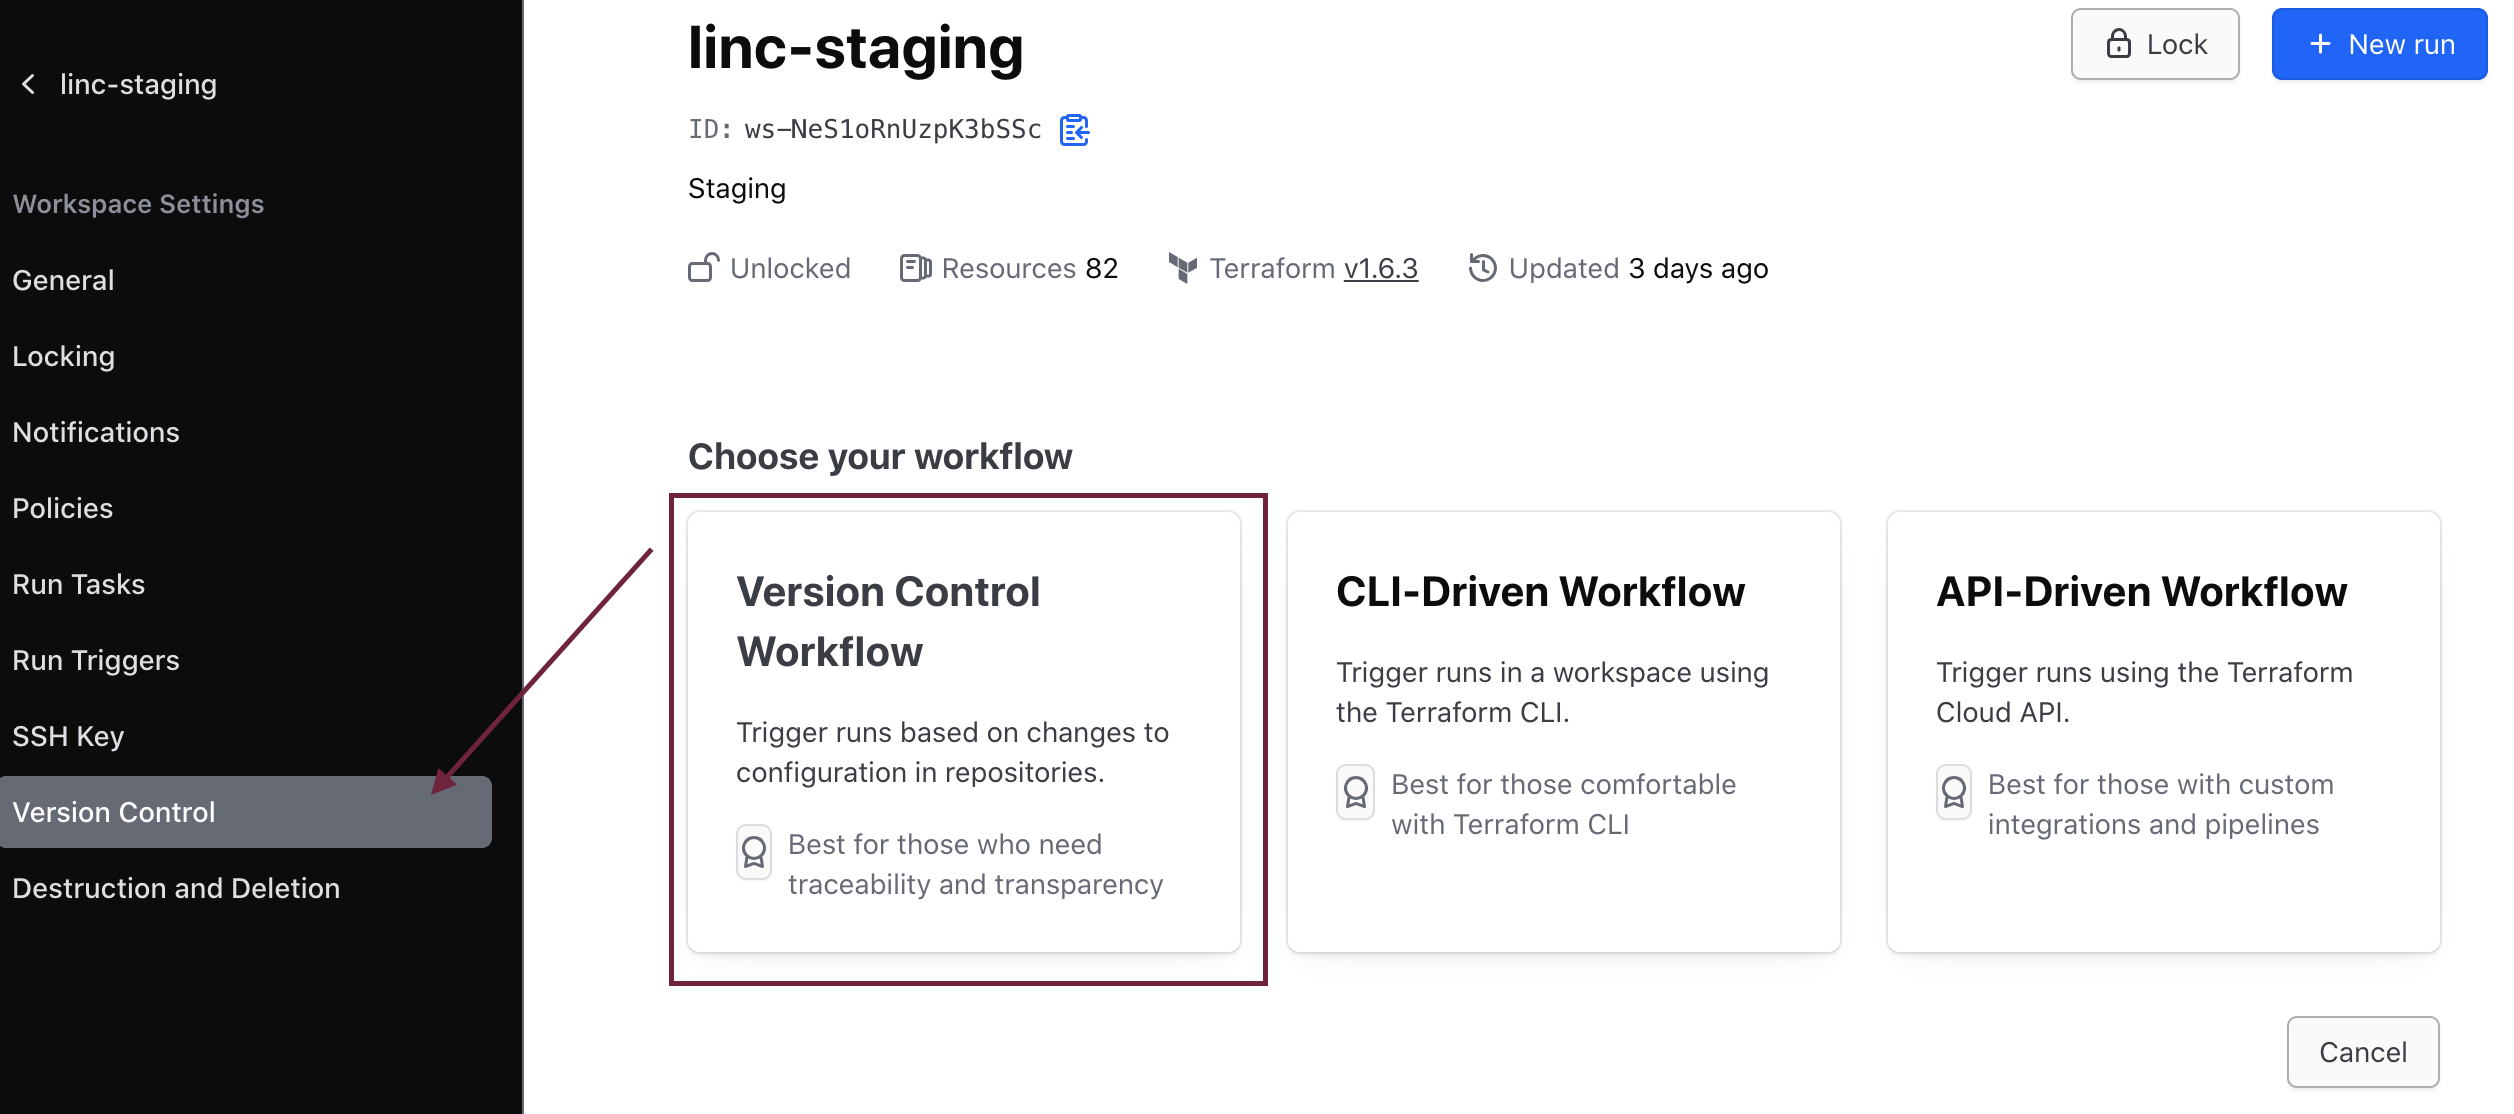 linc-staging
Workspace Settings
General
Locking
Notifications
Policies
Run Tasks
Run Triggers
SSH Key
Version Control
Destruction and Deletion
linc-staging
Lock
+ New run
ID: ws-NeS1oRnUzpK3bSSc
Staging
Unlocked
Resources 82
Terraform v1.6.3
Updated 3 days ago
Choose your workflow
Version Control
Workflow
Trigger runs based on changes to
configuration in repositories.
Best for those who need
traceability and transparency
CLI-Driven Workflow
Trigger runs in a workspace using
the Terraform CLI.
Best for those comfortable
with Terraform CLI
API-Driven Workflow
Trigger runs using the Terraform
Cloud API.
Best for those with custom
integrations and pipelines
Cancel